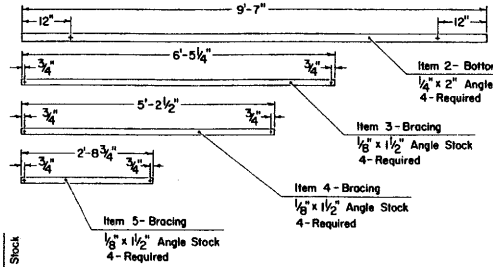 9'-7"
12" 12"
6'-5 1/4"
3/4" 3/4"
Item 2- Bottom
1/4" x 2" Angle
4-Required
5'-2 1/2"
3/4" 3/4"
Item 3-Bracing
1/8" x 1 1/2" Angle Stock
4-Required
2'-8 3/4"
3/4" 3/4"
Item 4-Bracing
1/8" x 1 1/2" Angle Stock
4-Required
Item 5-Bracing
1/8" x 1 1/2" Angle Stock
4-Required
Stock